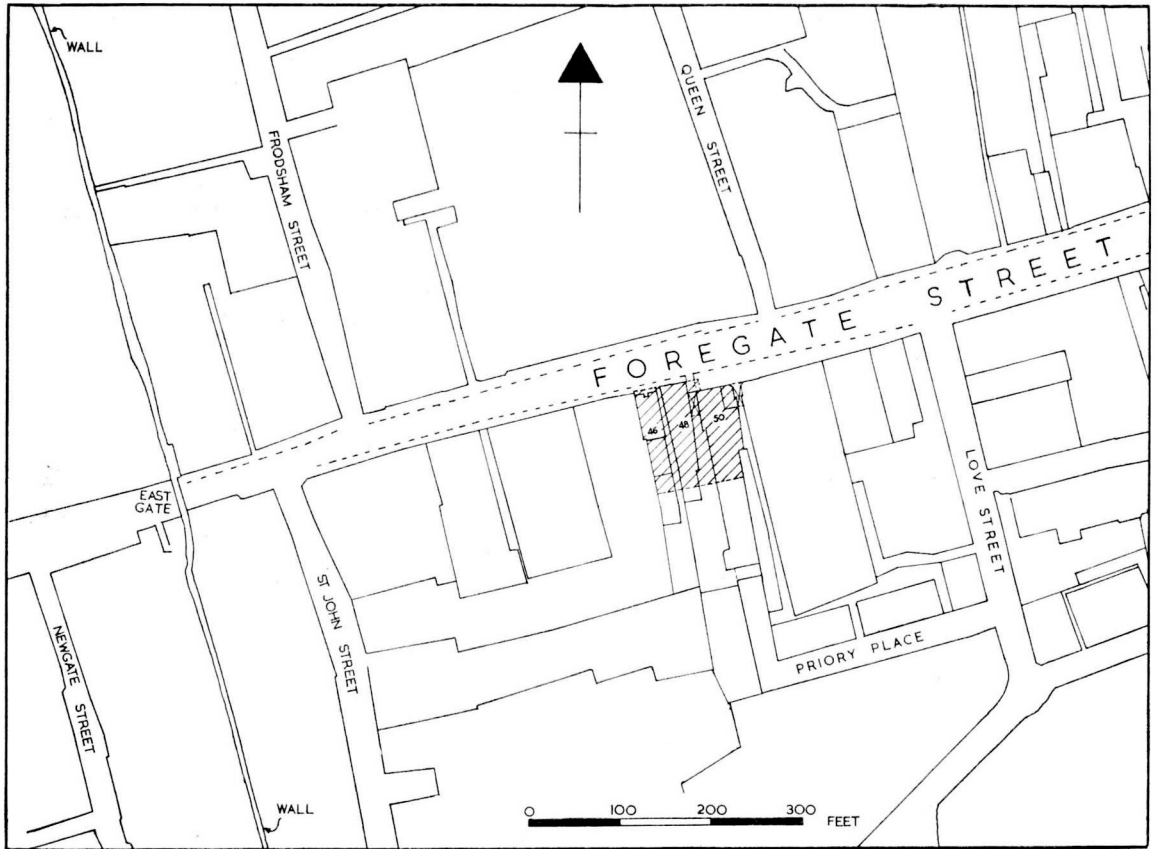 WALL
FRODSHAM STREET
QUEEN STREET
FOREGATE STREET
46
48
50
EAST
GATE
LOVE STREET
ST JOHN STREET
NEWGATE STREET
PRIORY PLACE
WALL
0 100 200 300 FEET